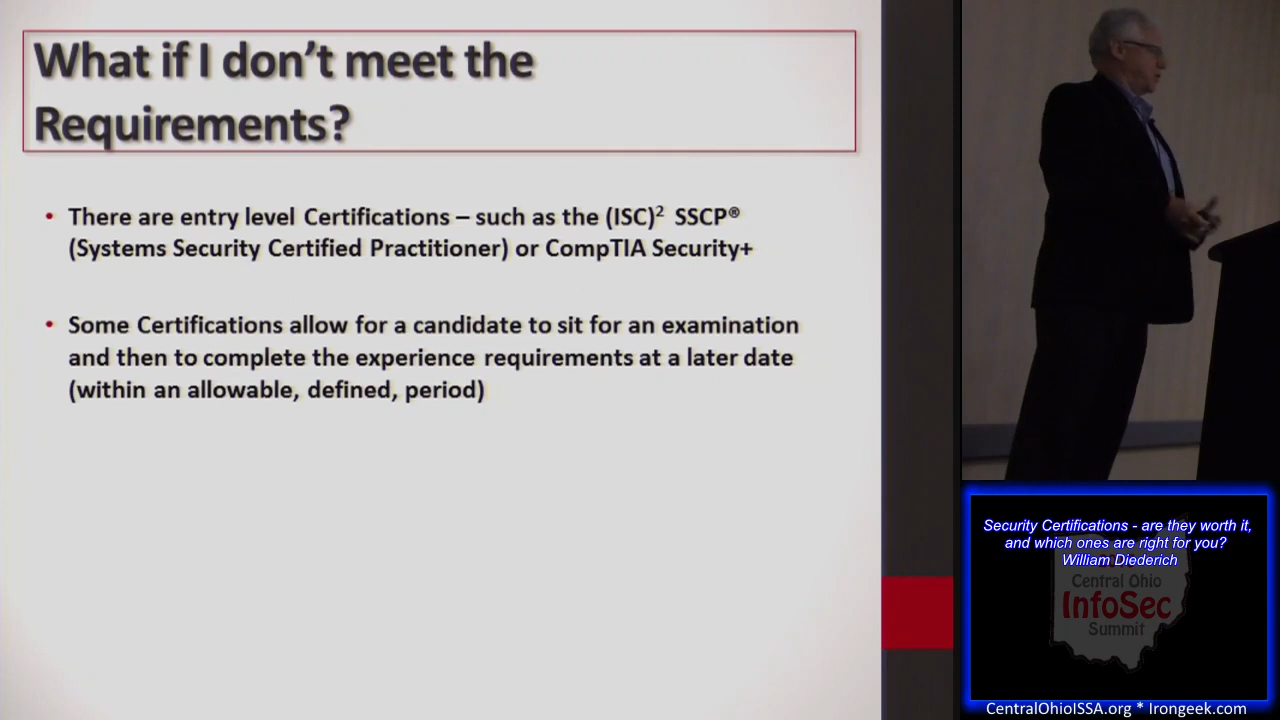 What if I don't meet the
Requirements?
• There are entry level Certifications – such as the (ISC)² SSCP®
(Systems Security Certified Practitioner) or CompTIA Security+
• Some Certifications allow for a candidate to sit for an examination
and then to complete the experience requirements at a later date
(within an allowable, defined, period)
Security Certifications - are they worth it,
and which ones are right for you?
William Diederich
Central Ohio
InfoSec
Summit
CentralOhioISSA.org * Irongeek.com